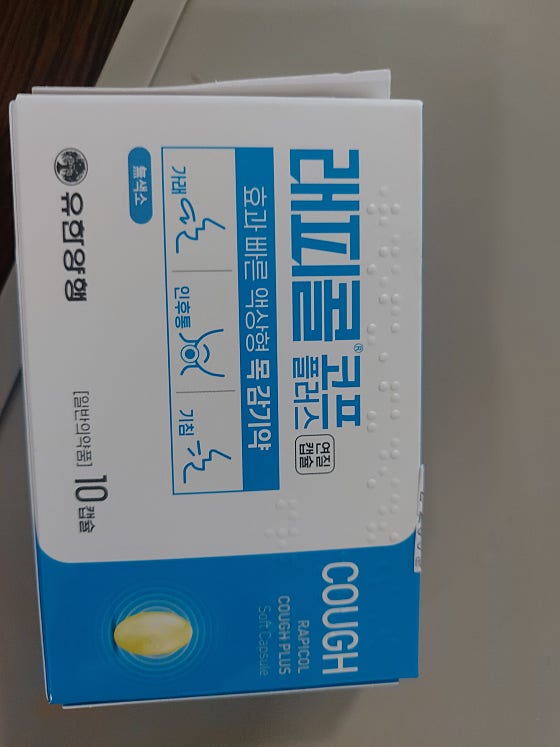 래피콜® 코프
플러스
연질
캡슐
효과 빠른 액상형 목 감기약
가래
인후통
기침
無색소
유한양행
[일반의약품] 10캡슐
COUGH
RAPICOL
COUGH PLUS
Soft Capsule